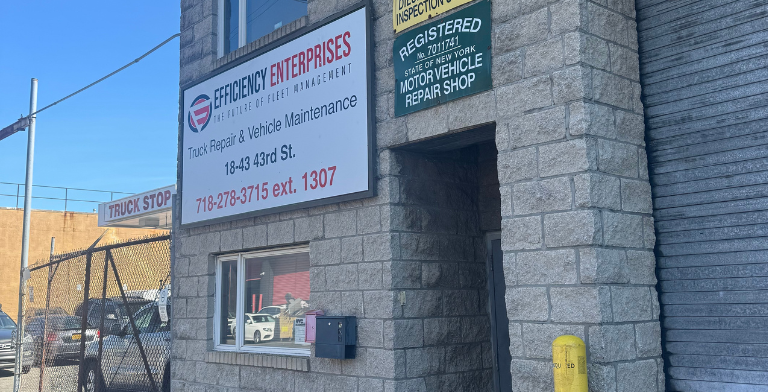 INSPECTION
REGISTERED
No. 7011741
STATE OF NEW YORK
MOTOR VEHICLE
REPAIR SHOP
EFFICIENCY ENTERPRISES
THE FUTURE OF FLEET MANAGEMENT
Truck Repair & Vehicle Maintenance
18-43 43rd St.
718-278-3715 ext. 1307
TRUCK STOP